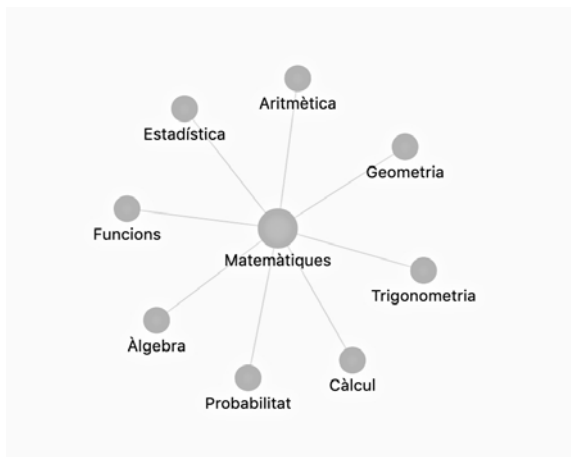 Aritmètica
Estadística
Geometria
Funcions
Matemàtiques
Trigonometria
Àlgebra
Càlcul
Probabilitat